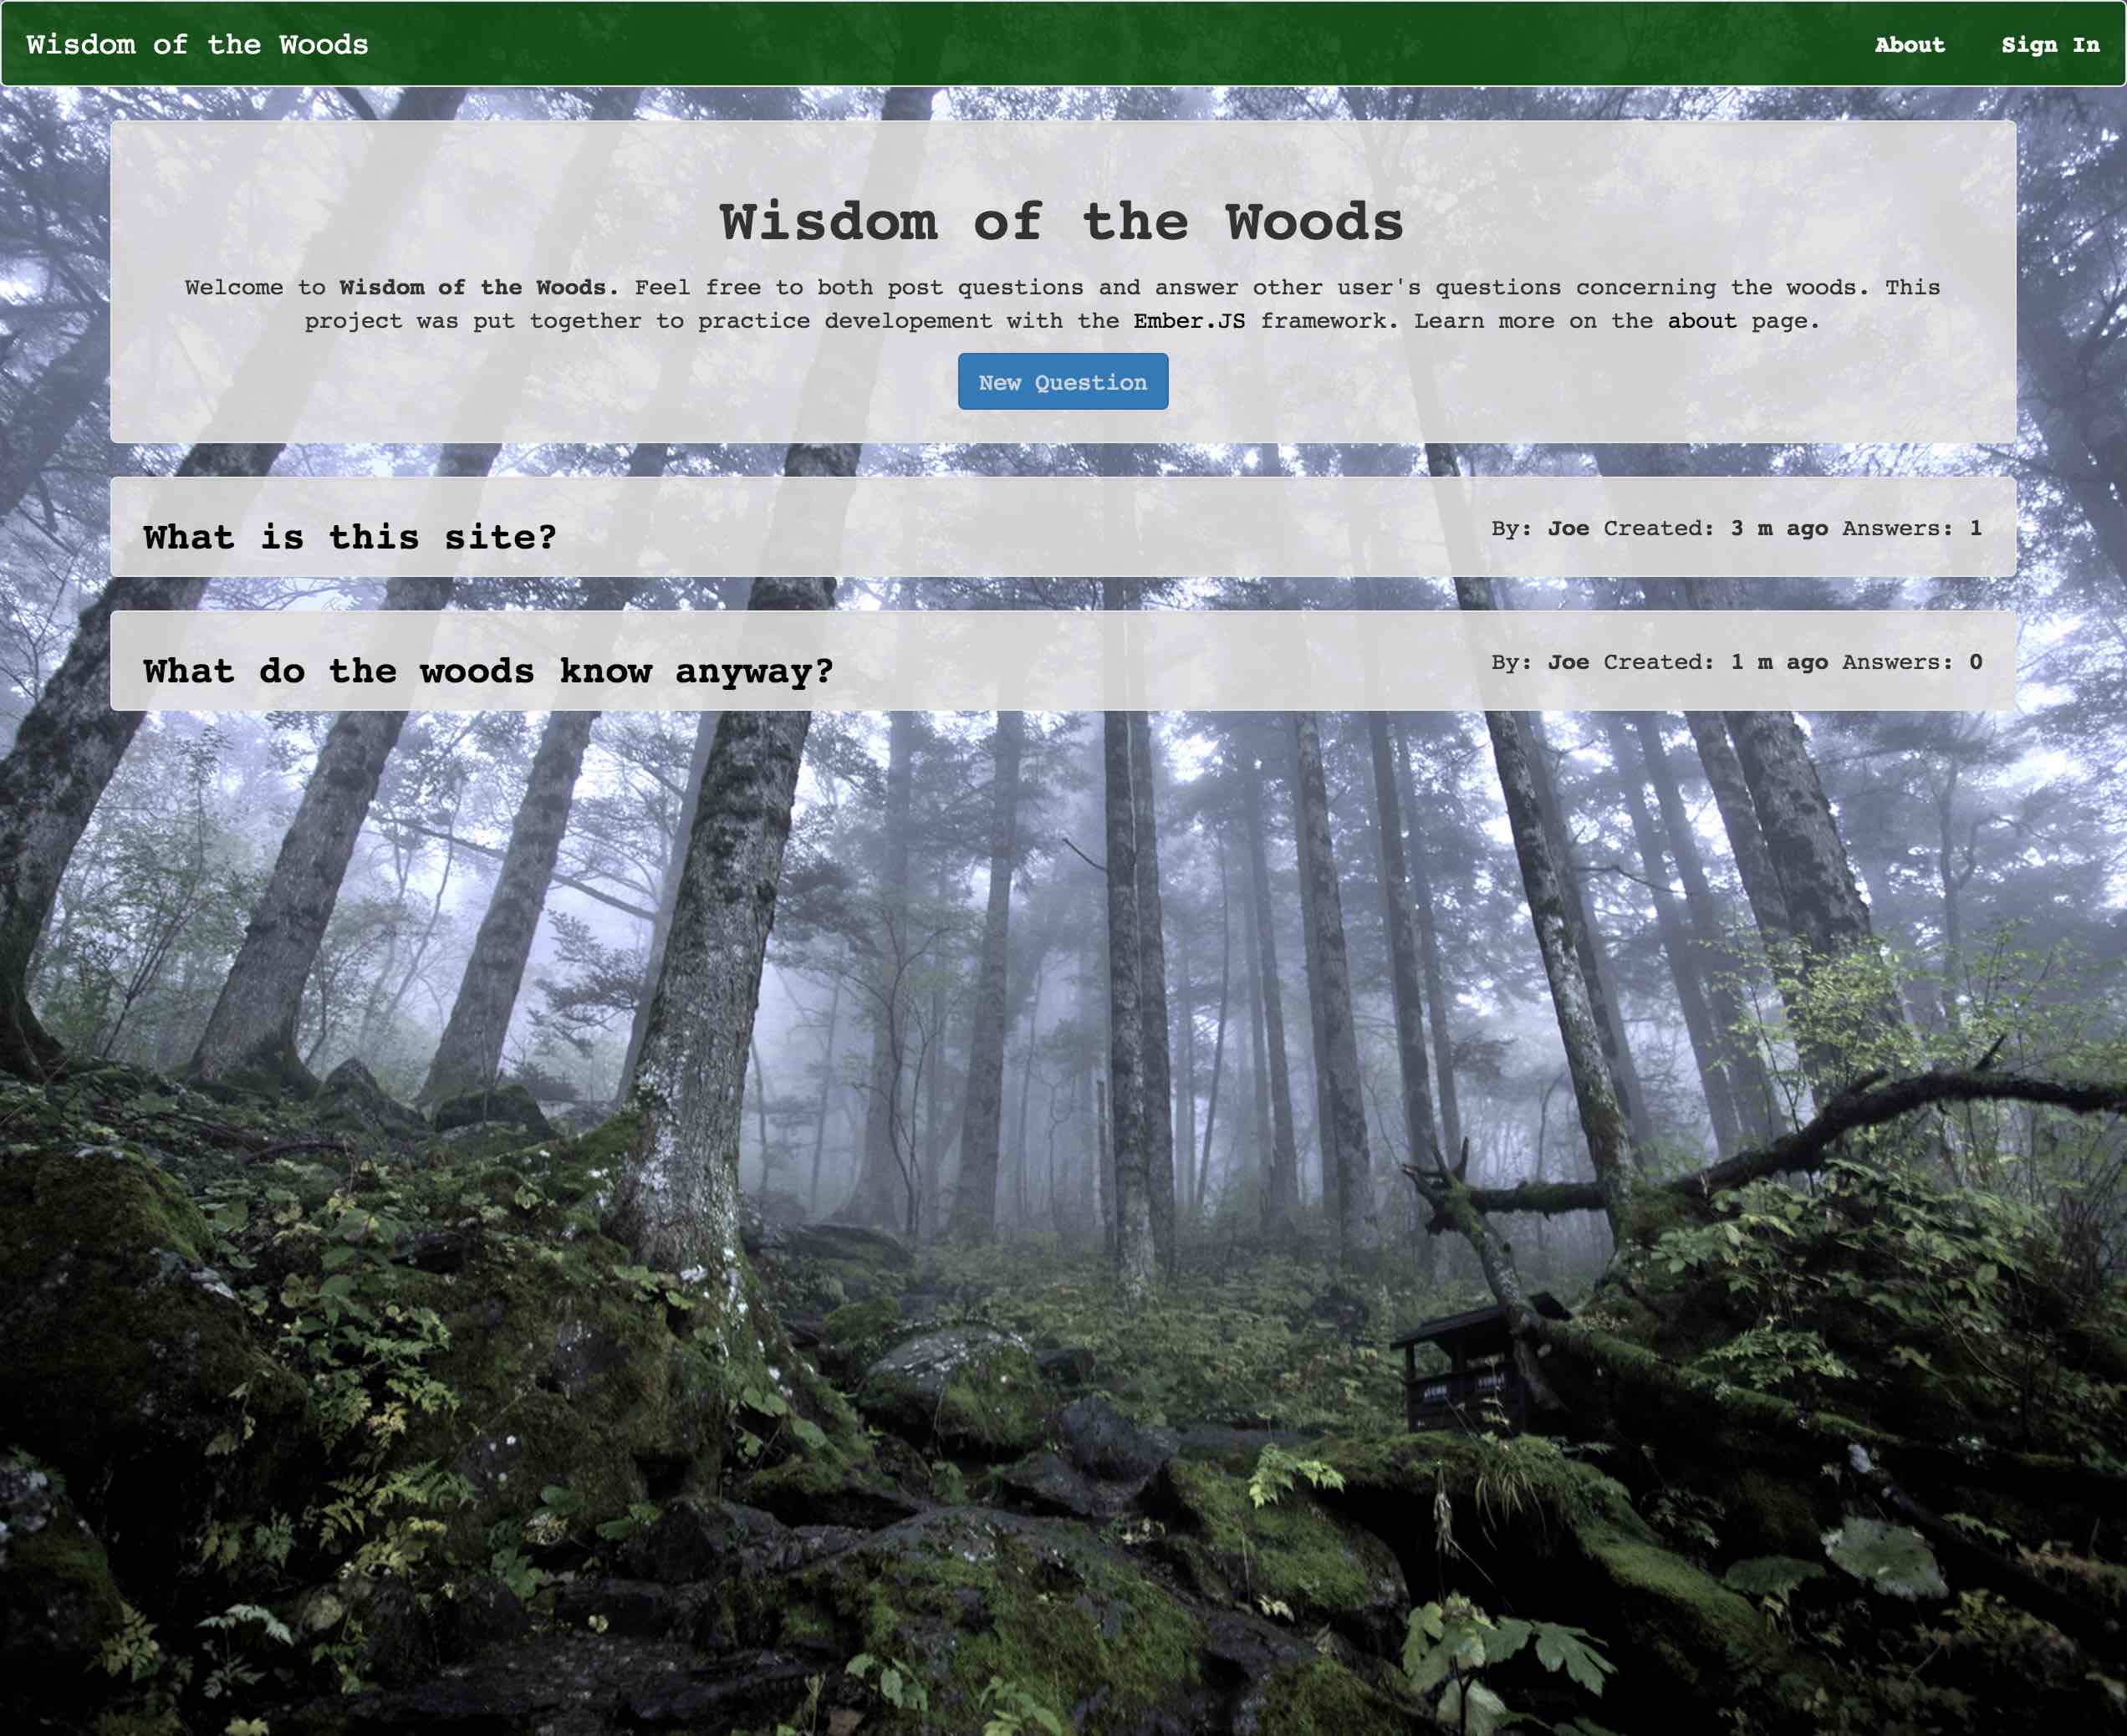 Wisdom of the Woods
About
Sign In
Wisdom of the Woods
Welcome to Wisdom of the Woods. Feel free to both post questions and answer other user's questions concerning the woods. This
project was put together to practice developement with the Ember.JS framework. Learn more on the about page.
New Question
What is this site?
By: Joe Created: 3 m ago Answers: 1
What do the woods know anyway?
By: Joe Created: 1 m ago Answers: 0